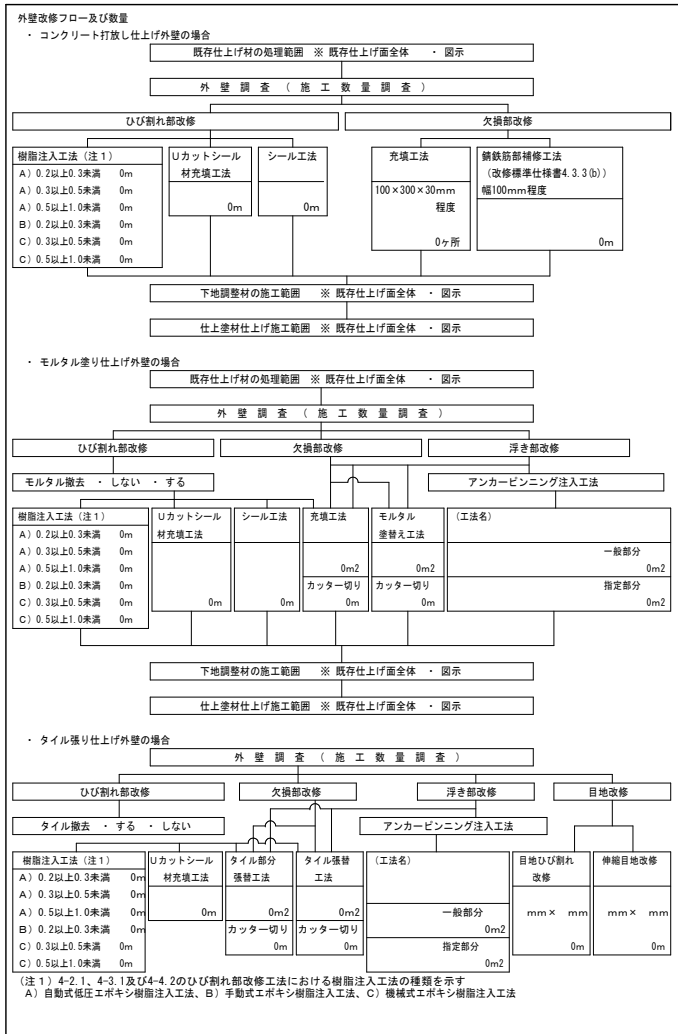 外壁改修フロー及び数量
・ コンクリート打放し仕上げ外壁の場合
既存仕上げ材の処理範囲 ※ 既存仕上げ面全体 ・ 図示
外 壁 調 査 ( 施 工 数 量 調 査 )
ひび割れ部改修
欠損部改修
樹脂注入工法(注1)
A)0.2以上0.3未満 0m
A)0.3以上0.5未満 0m
A)0.5以上1.0未満 0m
B)0.2以上0.3未満 0m
C)0.3以上0.5未満 0m
C)0.5以上1.0未満 0m
Uカットシール
材充填工法
0m
シール工法
0m
充填工法
100×300×30mm
程度
0ヶ所
錆鉄筋部補修工法
(改修標準仕様書4.3.3(b))
幅100mm程度
0m
下地調整材の施工範囲 ※ 既存仕上げ面全体 ・ 図示
仕上塗材仕上げ施工範囲 ※ 既存仕上げ面全体 ・ 図示
・ モルタル塗り仕上げ外壁の場合
既存仕上げ材の処理範囲 ※ 既存仕上げ面全体 ・ 図示
外 壁 調 査 ( 施 工 数 量 調 査 )
ひび割れ部改修
欠損部改修
浮き部改修
モルタル撤去 ・ しない ・ する
アンカーピンニング注入工法
樹脂注入工法(注1)
A)0.2以上0.3未満 0m
A)0.3以上0.5未満 0m
A)0.5以上1.0未満 0m
B)0.2以上0.3未満 0m
C)0.3以上0.5未満 0m
C)0.5以上1.0未満 0m
Uカットシール
材充填工法
0m
シール工法
0m
充填工法
0m2
カッター切り
0m
モルタル
塗替え工法
0m2
カッター切り
0m
(工法名)
一般部分
0m2
指定部分
0m2
下地調整材の施工範囲 ※ 既存仕上げ面全体 ・ 図示
仕上塗材仕上げ施工範囲 ※ 既存仕上げ面全体 ・ 図示
・ タイル張り仕上げ外壁の場合
外 壁 調 査 ( 施 工 数 量 調 査 )
ひび割れ部改修
欠損部改修
浮き部改修
目地改修
タイル撤去 ・ する ・ しない
アンカーピンニング注入工法
樹脂注入工法(注1)
A)0.2以上0.3未満 0m
A)0.3以上0.5未満 0m
A)0.5以上1.0未満 0m
B)0.2以上0.3未満 0m
C)0.3以上0.5未満 0m
C)0.5以上1.0未満 0m
Uカットシール
材充填工法
0m
タイル部分
張替工法
0m2
カッター切り
0m
タイル張替
工法
0m2
カッター切り
0m
(工法名)
一般部分
0m2
指定部分
0m2
目地ひび割れ
改修
mm× mm
0m
伸縮目地改修
mm× mm
0m
(注1)4-2.1、4-3.1及び4-4.2のひび割れ部改修工法における樹脂注入工法の種類を示す
A)自動式低圧エポキシ樹脂注入工法、B)手動式エポキシ樹脂注入工法、C)機械式エポキシ樹脂注入工法